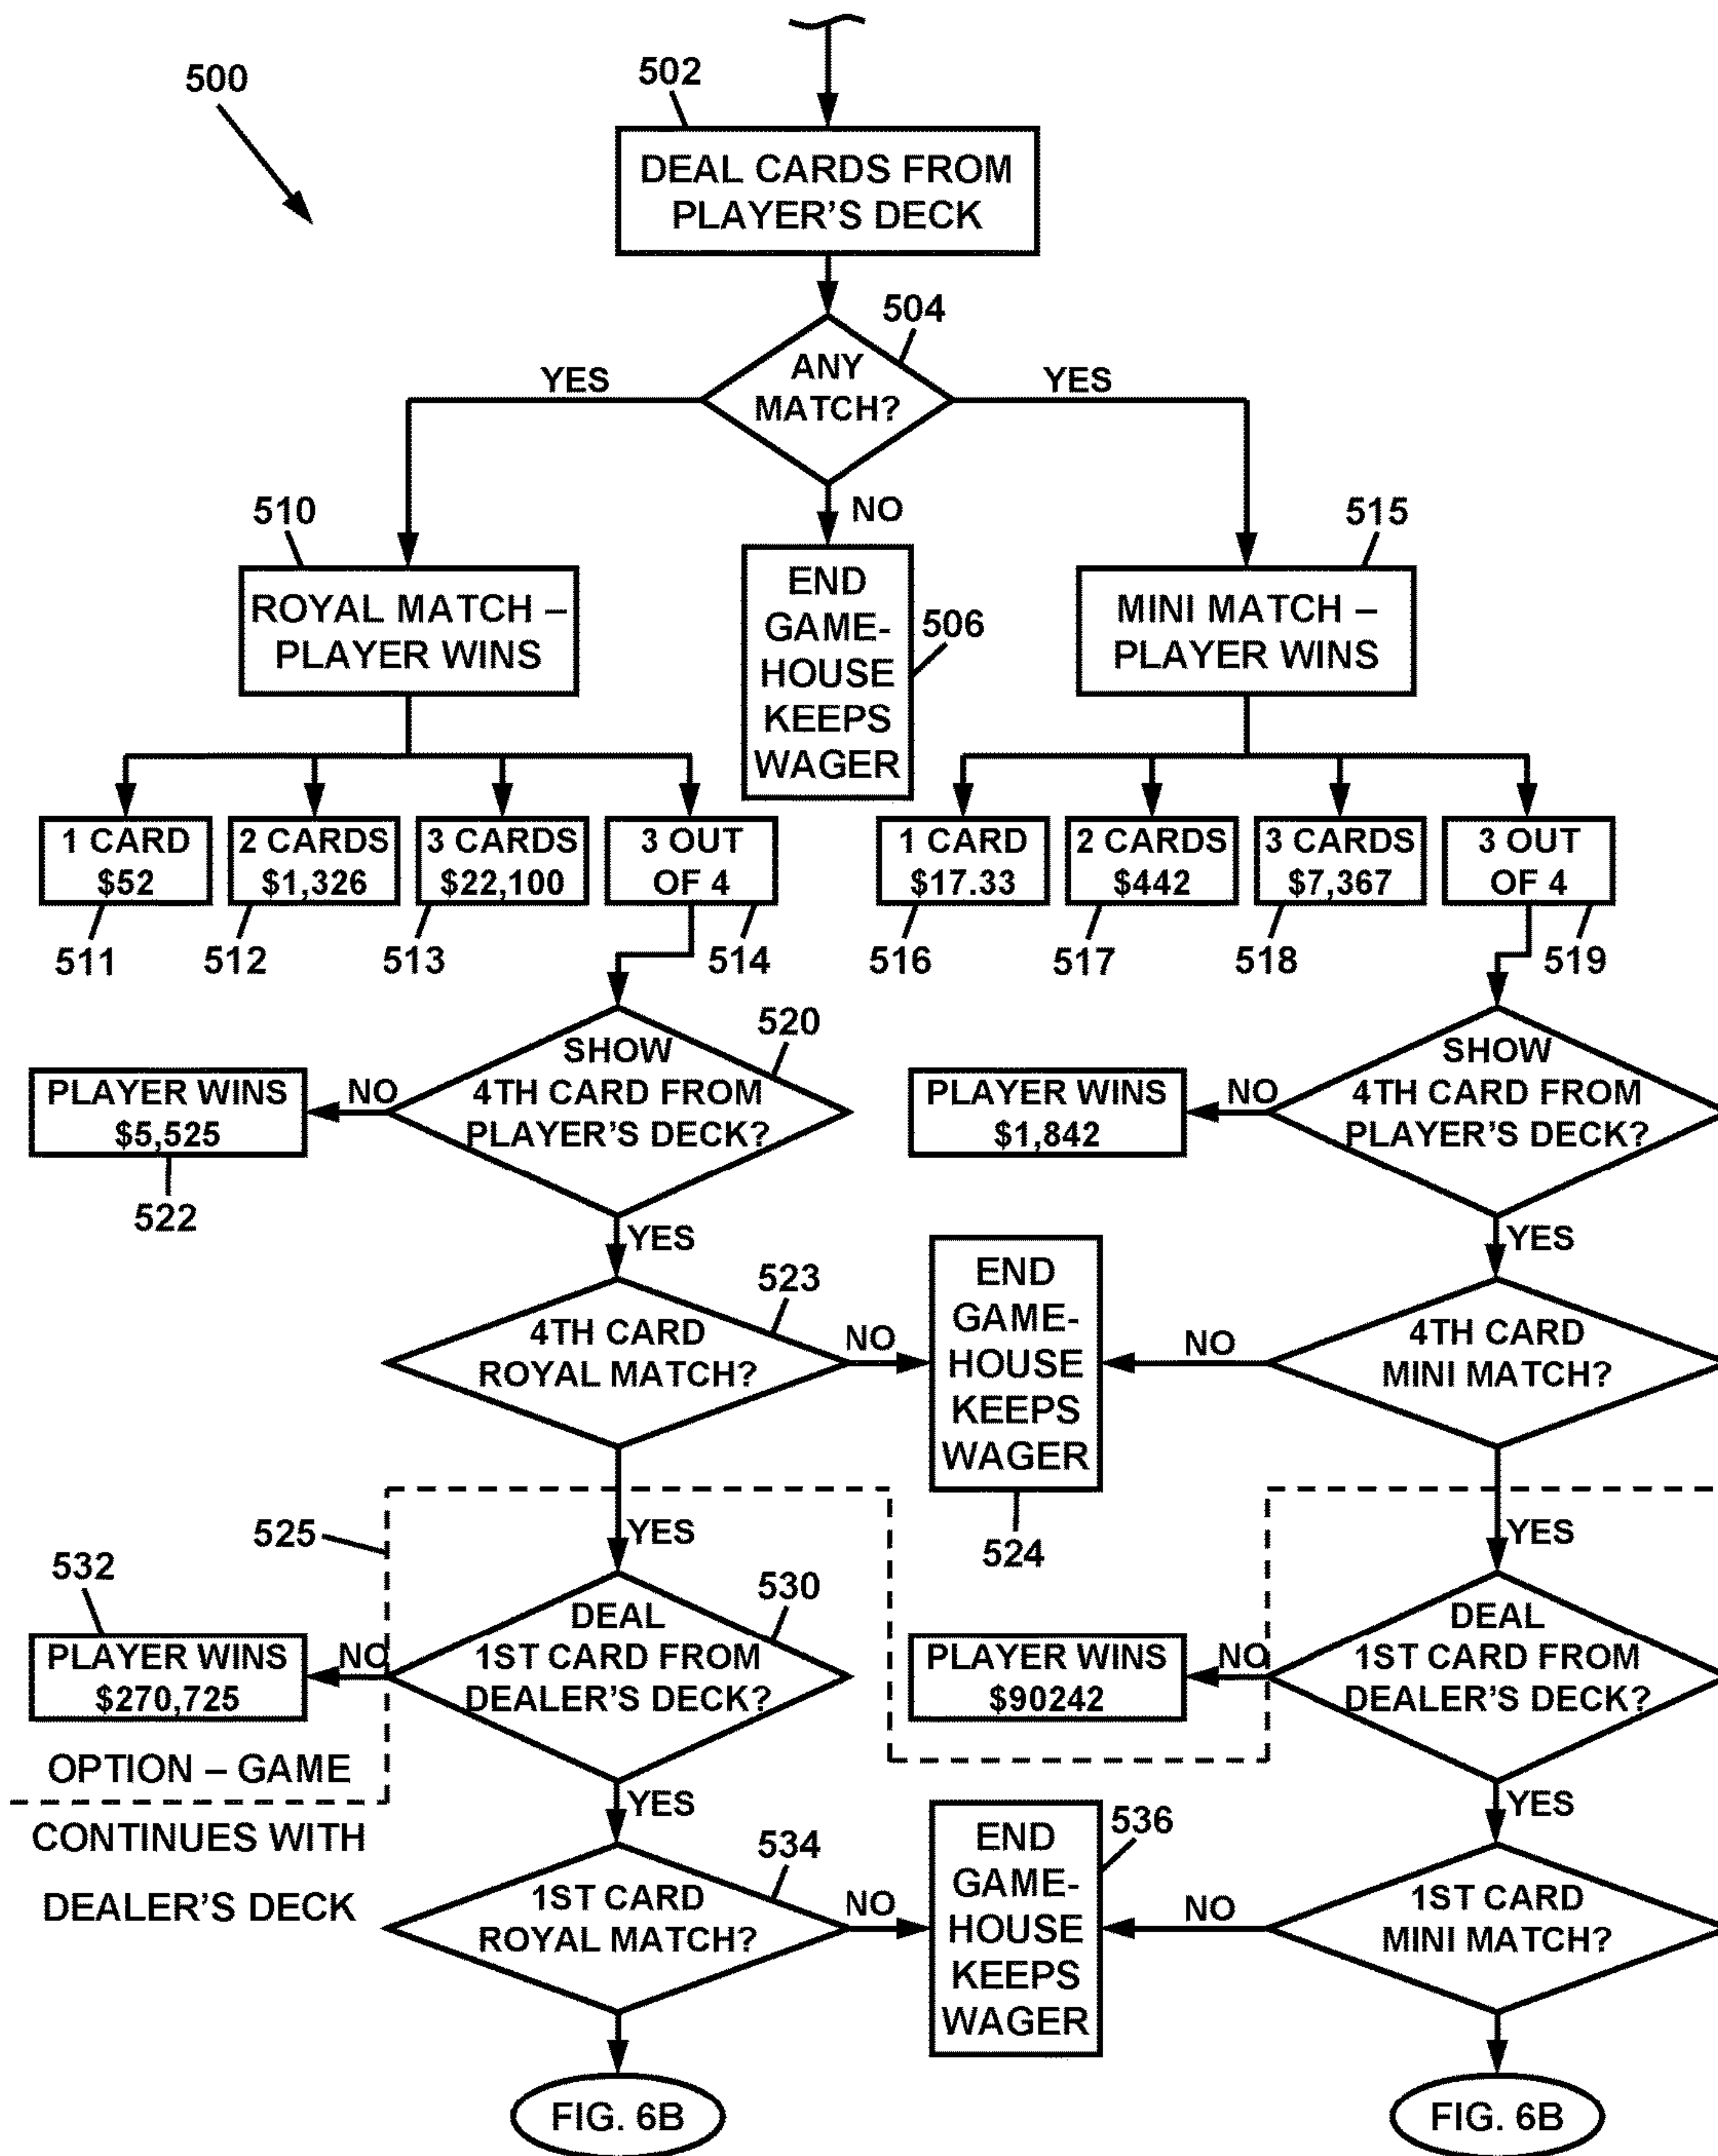 500
502
DEAL CARDS FROM
PLAYER'S DECK
504
ANY
MATCH?
YES
YES
NO
510
ROYAL MATCH –
PLAYER WINS
END
GAME-
HOUSE
KEEPS
WAGER
506
515
MINI MATCH –
PLAYER WINS
1 CARD
$52
2 CARDS
$1,326
3 CARDS
$22,100
3 OUT
OF 4
1 CARD
$17.33
2 CARDS
$442
3 CARDS
$7,367
3 OUT
OF 4
511
512
513
514
516
517
518
519
520
SHOW
4TH CARD FROM
PLAYER'S DECK?
NO
PLAYER WINS
$5,525
522
SHOW
4TH CARD FROM
PLAYER'S DECK?
NO
PLAYER WINS
$1,842
YES
YES
523
4TH CARD
ROYAL MATCH?
NO
END
GAME-
HOUSE
KEEPS
WAGER
524
NO
4TH CARD
MINI MATCH?
525
YES
YES
532
PLAYER WINS
$270,725
NO
530
DEAL
1ST CARD FROM
DEALER'S DECK?
PLAYER WINS
$90242
NO
DEAL
1ST CARD FROM
DEALER'S DECK?
OPTION – GAME
CONTINUES WITH
DEALER'S DECK
YES
YES
534
1ST CARD
ROYAL MATCH?
NO
END
GAME-
HOUSE
KEEPS
WAGER
536
NO
1ST CARD
MINI MATCH?
FIG. 6B
FIG. 6B